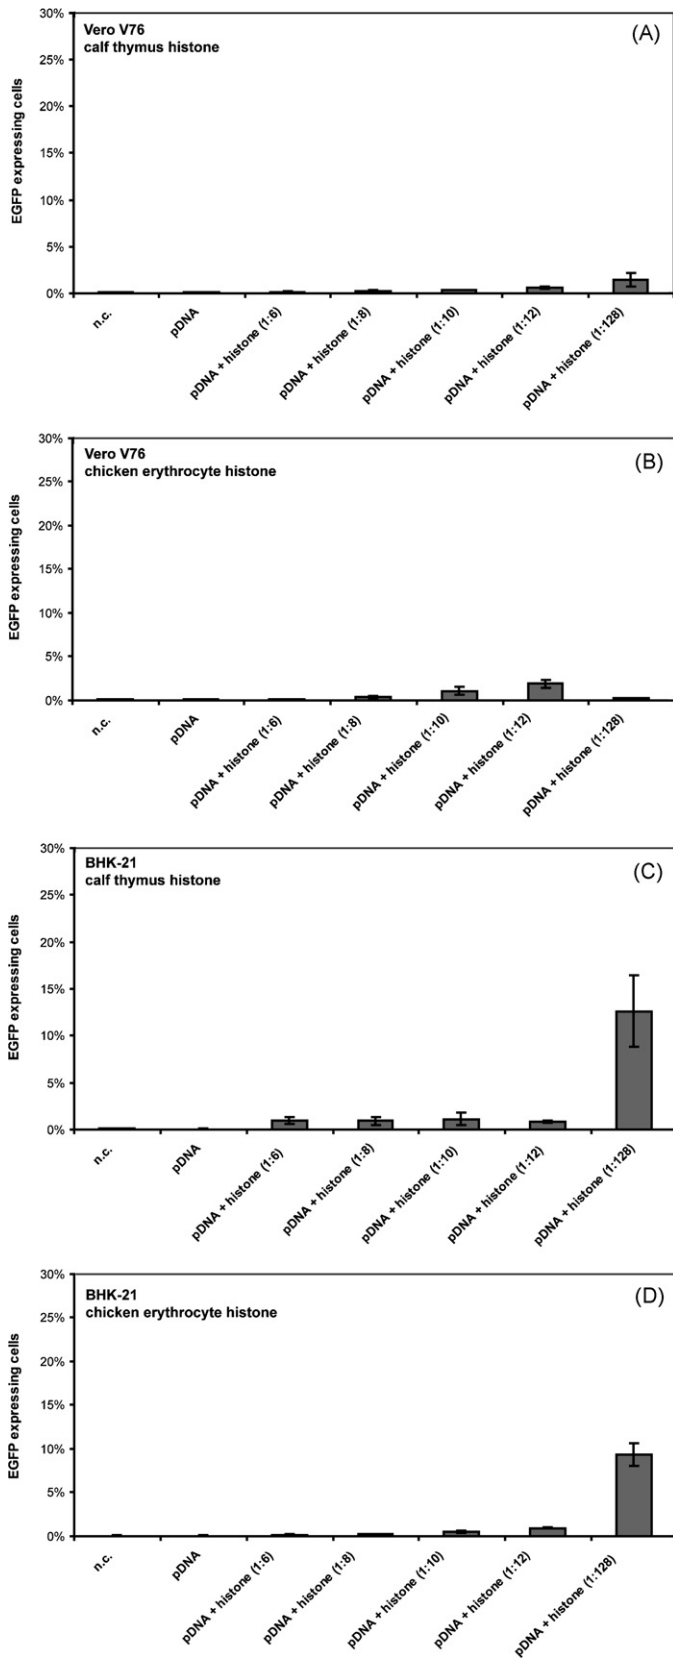 Vero V76
calf thymus histone
(A)
EGFP expressing cells
30%
25%
20%
15%
10%
5%
0%
n.c.
pDNA
pDNA + histone (1:6)
pDNA + histone (1:8)
pDNA + histone (1:10)
pDNA + histone (1:12)
pDNA + histone (1:128)
Vero V76
chicken erythrocyte histone
(B)
EGFP expressing cells
30%
25%
20%
15%
10%
5%
0%
n.c.
pDNA
pDNA + histone (1:6)
pDNA + histone (1:8)
pDNA + histone (1:10)
pDNA + histone (1:12)
pDNA + histone (1:128)
BHK-21
calf thymus histone
(C)
EGFP expressing cells
30%
25%
20%
15%
10%
5%
0%
n.c.
pDNA
pDNA + histone (1:6)
pDNA + histone (1:8)
pDNA + histone (1:10)
pDNA + histone (1:12)
pDNA + histone (1:128)
BHK-21
chicken erythrocyte histone
(D)
EGFP expressing cells
30%
25%
20%
15%
10%
5%
0%
n.c.
pDNA
pDNA + histone (1:6)
pDNA + histone (1:8)
pDNA + histone (1:10)
pDNA + histone (1:12)
pDNA + histone (1:128)